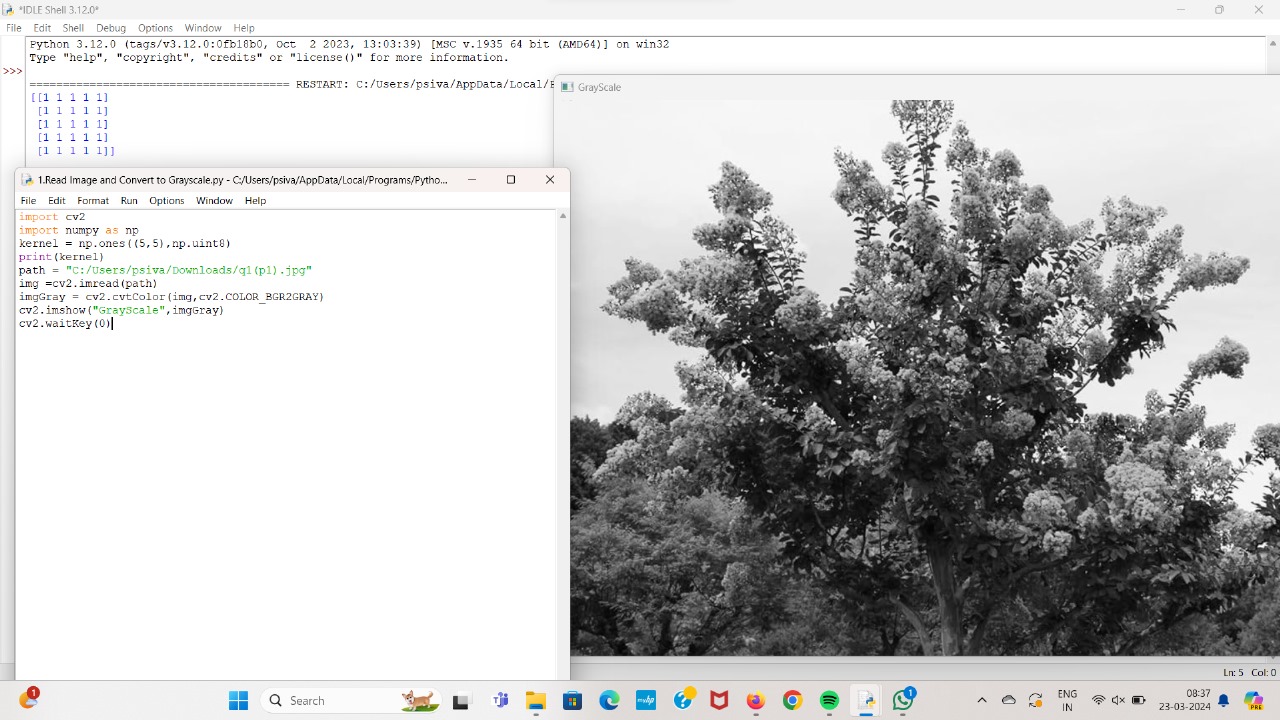 *IDLE Shell 3.12.0*
File Edit Shell Debug Options Window Help
Python 3.12.0 (tags/v3.12.0:0fb18b0, Oct  2 2023, 13:03:39) [MSC v.1935 64 bit (AMD64)] on win32
Type "help", "copyright", "credits" or "license()" for more information.
>>>
======================================= RESTART: C:/Users/psiva/AppData/Local/
[[1 1 1 1 1]
 [1 1 1 1 1]
 [1 1 1 1 1]
 [1 1 1 1 1]
 [1 1 1 1 1]]
GrayScale
1.Read Image and Convert to Grayscale.py - C:/Users/psiva/AppData/Local/Programs/Pytho...
File Edit Format Run Options Window Help
import cv2
import numpy as np
kernel = np.ones((5,5),np.uint8)
print(kernel)
path = "C:/Users/psiva/Downloads/q1(p1).jpg"
img =cv2.imread(path)
imgGray = cv2.cvtColor(img,cv2.COLOR_BGR2GRAY)
cv2.imshow("GrayScale",imgGray)
cv2.waitKey(0)
Ln: 5 Col: 0
1
Search
myhp
1
ENG
IN
08:37
23-03-2024
PRE